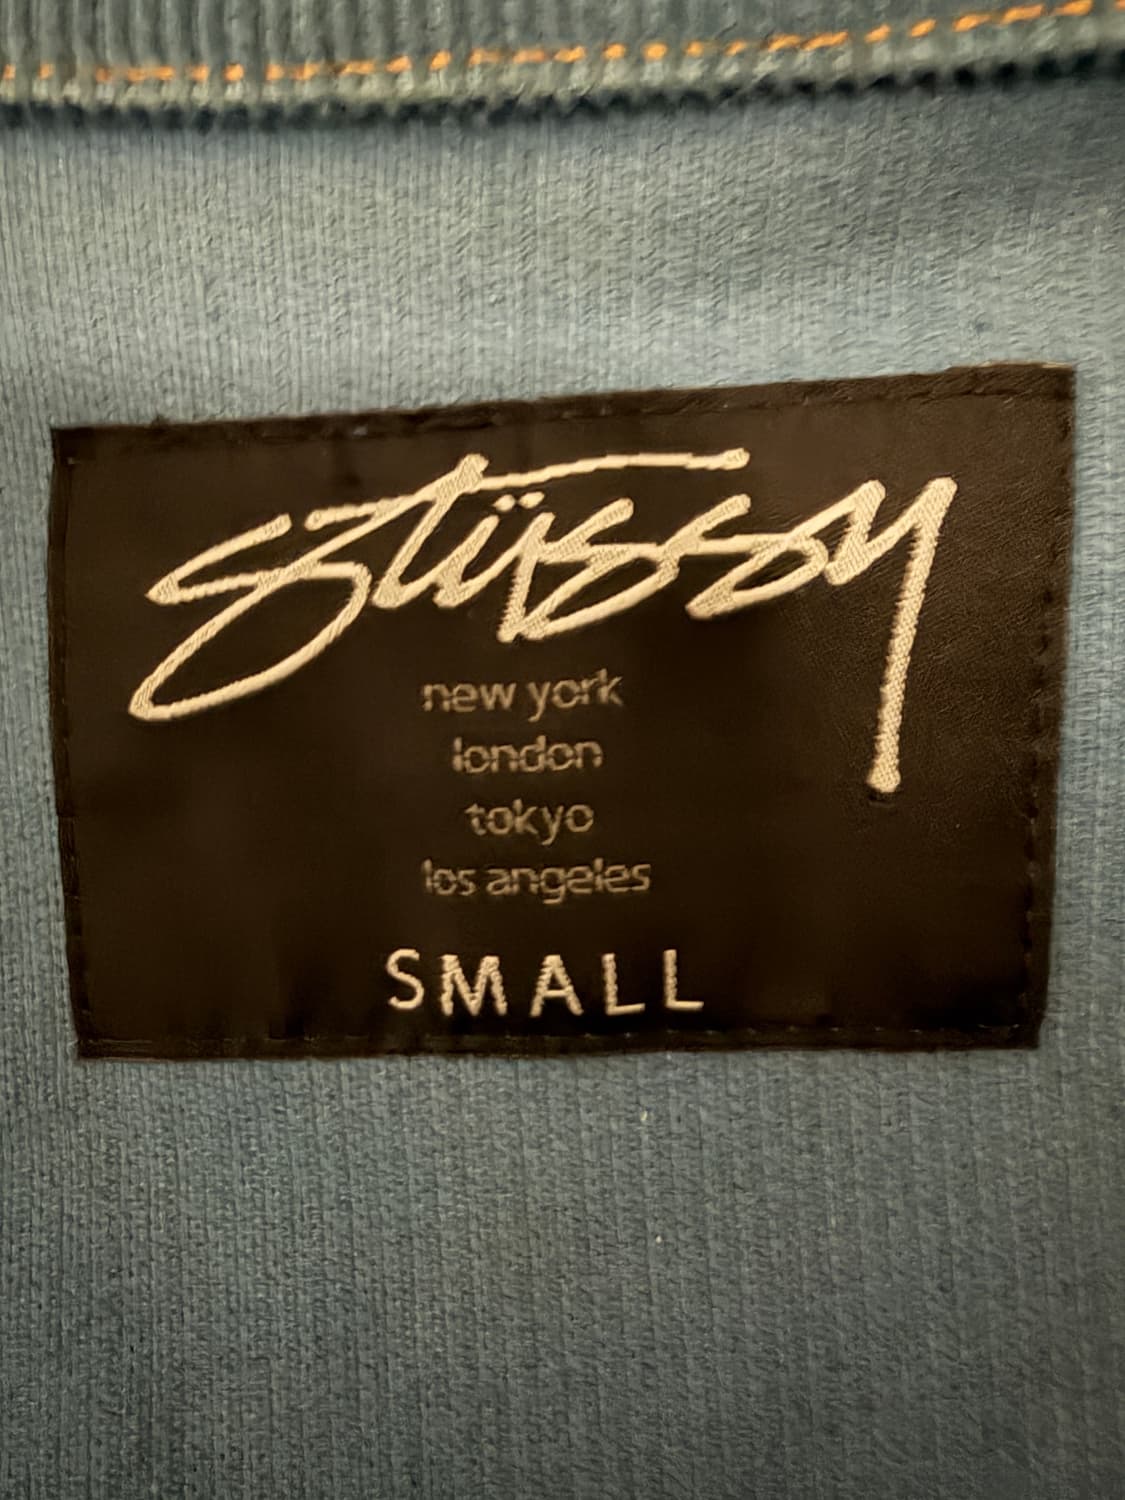 stüssy
new york
london
tokyo
los angeles
SMALL